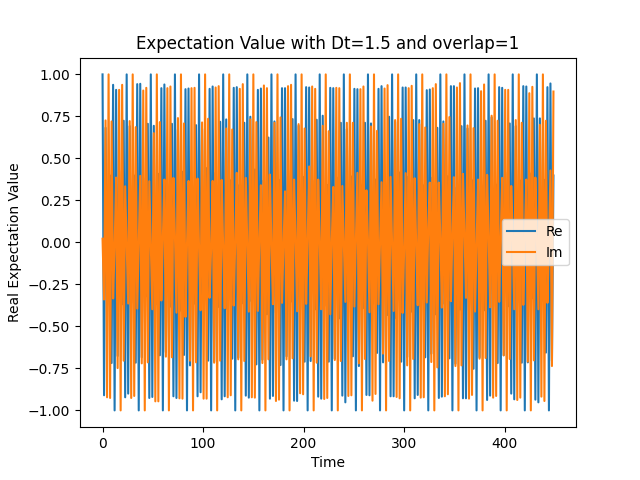 Expectation Value with Dt=1.5 and overlap=1
1.00
0.75
0.50
0.25
0.00
−0.25
−0.50
−0.75
−1.00
Real Expectation Value
Re
Im
0 100 200 300 400
Time